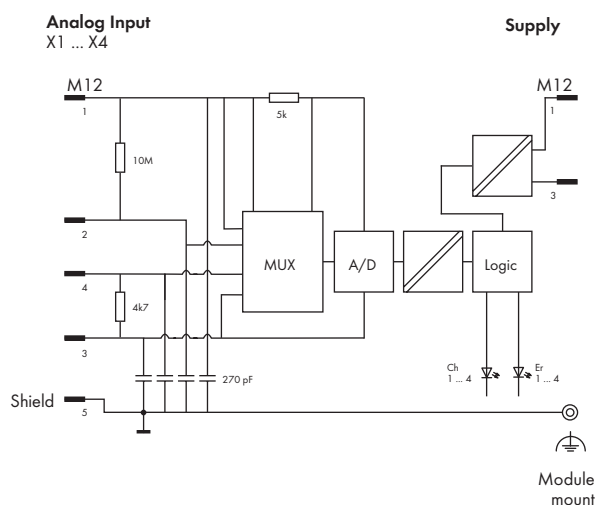 Analog Input
X1 ... X4
Supply
M12
1
5k
M12
1
10M
3
2
MUX
A/D
Logic
4
4k7
3
Ch
1 ... 4
Er
1 ... 4
270 pF
Shield
5
Module
mount